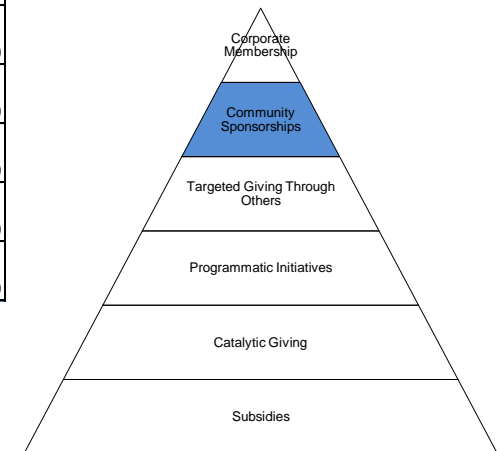 Corporate
Membership
Community
Sponsorships
Targeted Giving Through
Others
Programmatic Initiatives
Catalytic Giving
Subsidies